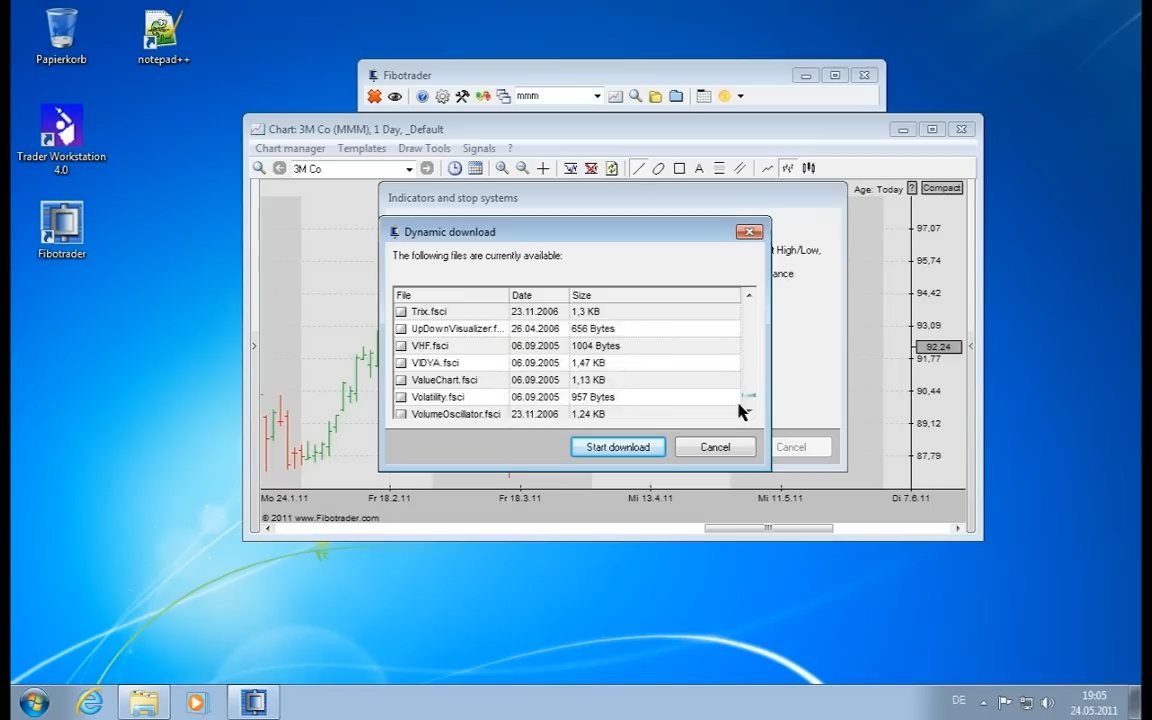 Papierkorb
notepad++
Trader Workstation
4.0
Fibotrader
Fibotrader
mmm
Chart: 3M Co (MMM), 1 Day, _Default
Chart manager Templates Draw Tools Signals ?
3M Co
A
Age: Today ? Compact
Indicators and stop systems
Dynamic download
The following files are currently available:
t High/Low,
ance
File Date Size
Trix.fsci 23.11.2006 1,3 KB
UpDownVisualizer.f... 26.04.2006 656 Bytes
VHF.fsci 06.09.2005 1004 Bytes
VIDYA.fsci 06.09.2005 1,47 KB
ValueChart.fsci 06.09.2005 1,13 KB
Volatility.fsci 06.09.2005 957 Bytes
VolumeOscillator.fsci 23.11.2006 1,24 KB
Start download Cancel
Cancel
97,07
95,74
94,42
93,09
92,24
91,77
90,44
89,12
87,79
Mo 24.1.11 Fr 18.2.11 Fr 18.3.11 Mi 13.4.11 Mi 11.5.11 Di 7.6.11
© 2011 www.Fibotrader.com
DE
19:05
24.05.2011